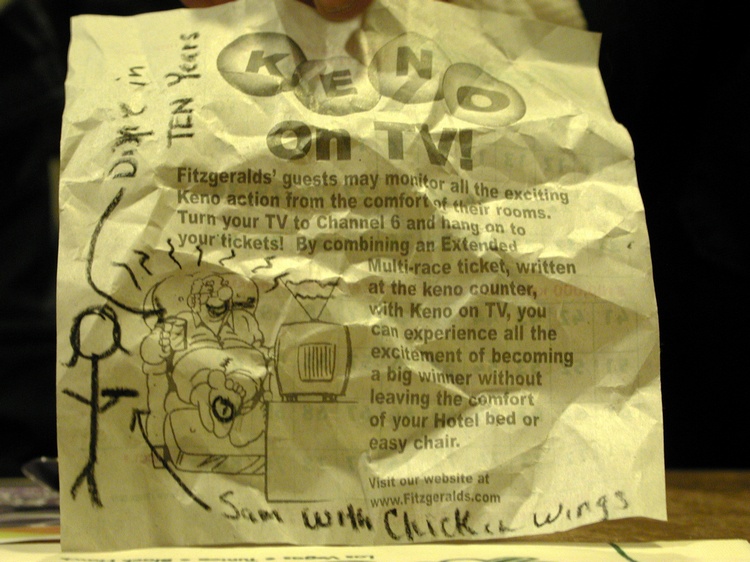 KENO
on TV!
Fitzgeralds' guests may monitor all the exciting
Keno action from the comfort of their rooms.
Turn your TV to Channel 6 and hang on to
your tickets! By combining an Extended
Multi-race ticket, written
at the keno counter,
with Keno on TV, you
can experience all the
excitement of becoming
a big winner without
leaving the comfort
of your Hotel bed or
easy chair.
Visit our website at
www.Fitzgeralds.com
in
TEN Years
Sam with Chicken wings